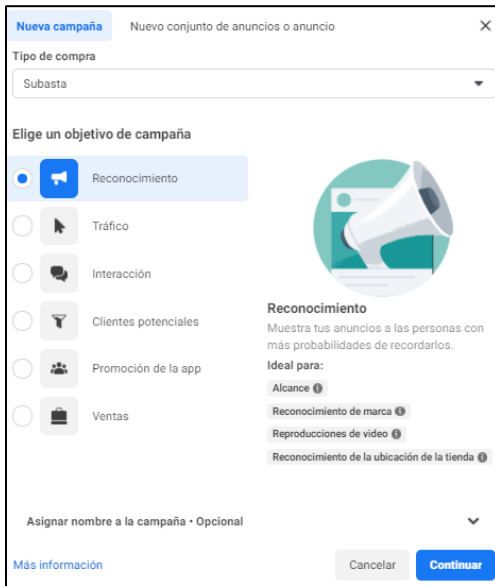 Nueva campaña
Nuevo conjunto de anuncios o anuncio
Tipo de compra
Subasta
Elige un objetivo de campaña
Reconocimiento
Tráfico
Interacción
Clientes potenciales
Promoción de la app
Ventas
Reconocimiento
Muestra tus anuncios a las personas con
más probabilidades de recordarlos.
Ideal para:
Alcance
Reconocimiento de marca
Reproducciones de video
Reconocimiento de la ubicación de la tienda
Asignar nombre a la campaña • Opcional
Más información
Cancelar
Continuar